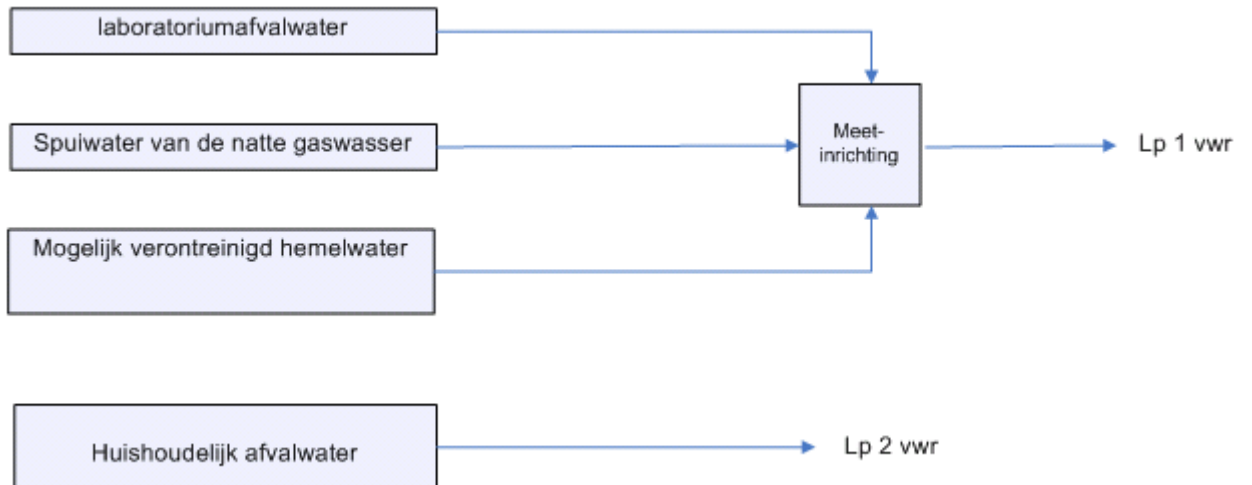 laboratoriumafvalwater
Spuiwater van de natte gaswasser
Meet-
inrichting
Lp 1 vwr
Mogelijk verontreinigd hemelwater
Huishoudelijk afvalwater
Lp 2 vwr